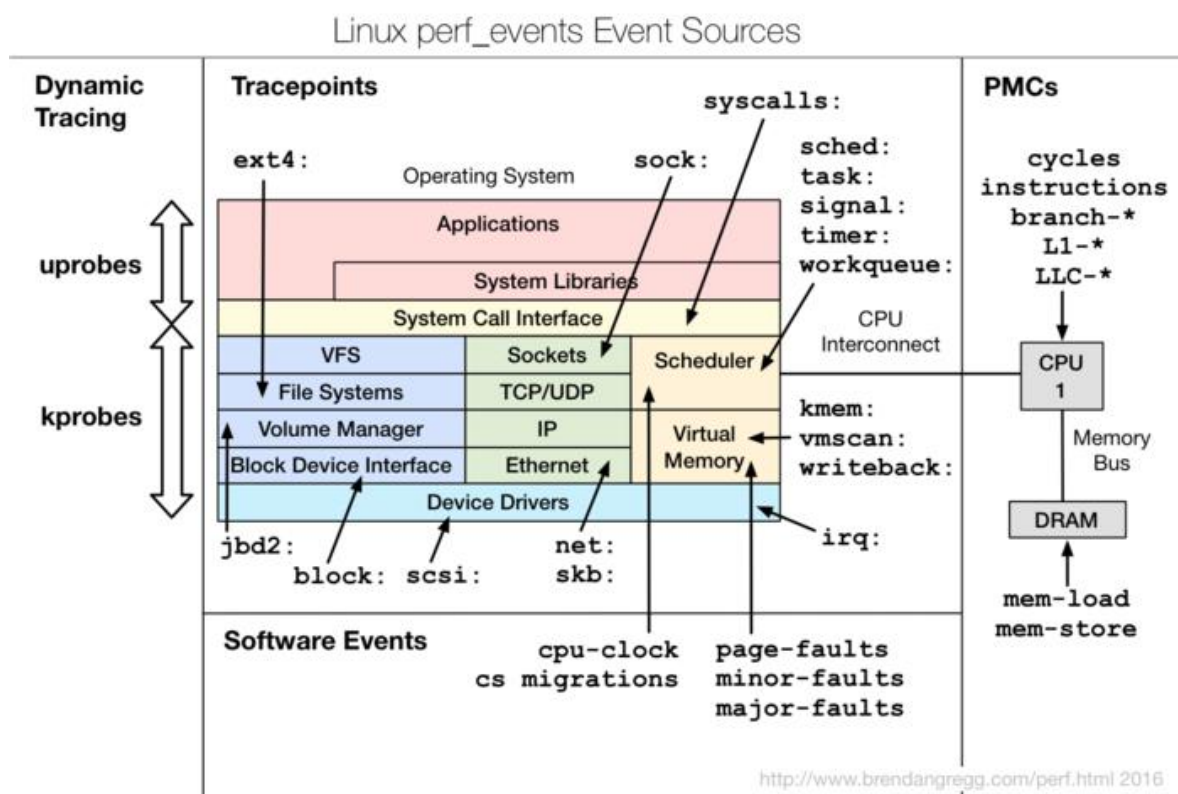 Linux perf_events Event Sources
Dynamic
Tracing
uprobes
kprobes
Tracepoints
syscalls:
ext4:
sock:
sched:
task:
signal:
timer:
workqueue:
Operating System
Applications
System Libraries
System Call Interface
VFS
Sockets
Scheduler
File Systems
TCP/UDP
Volume Manager
IP
Virtual
Memory
Block Device Interface
Ethernet
Device Drivers
CPU
Interconnect
kmem:
vmscan:
writeback:
irq:
jbd2:
block:
scsi:
net:
skb:
Software Events
cpu-clock
cs migrations
page-faults
minor-faults
major-faults
PMCs
cycles
instructions
branch-*
L1-*
LLC-*
CPU
1
Memory
Bus
DRAM
mem-load
mem-store
http://www.brendangregg.com/perf.html 2016